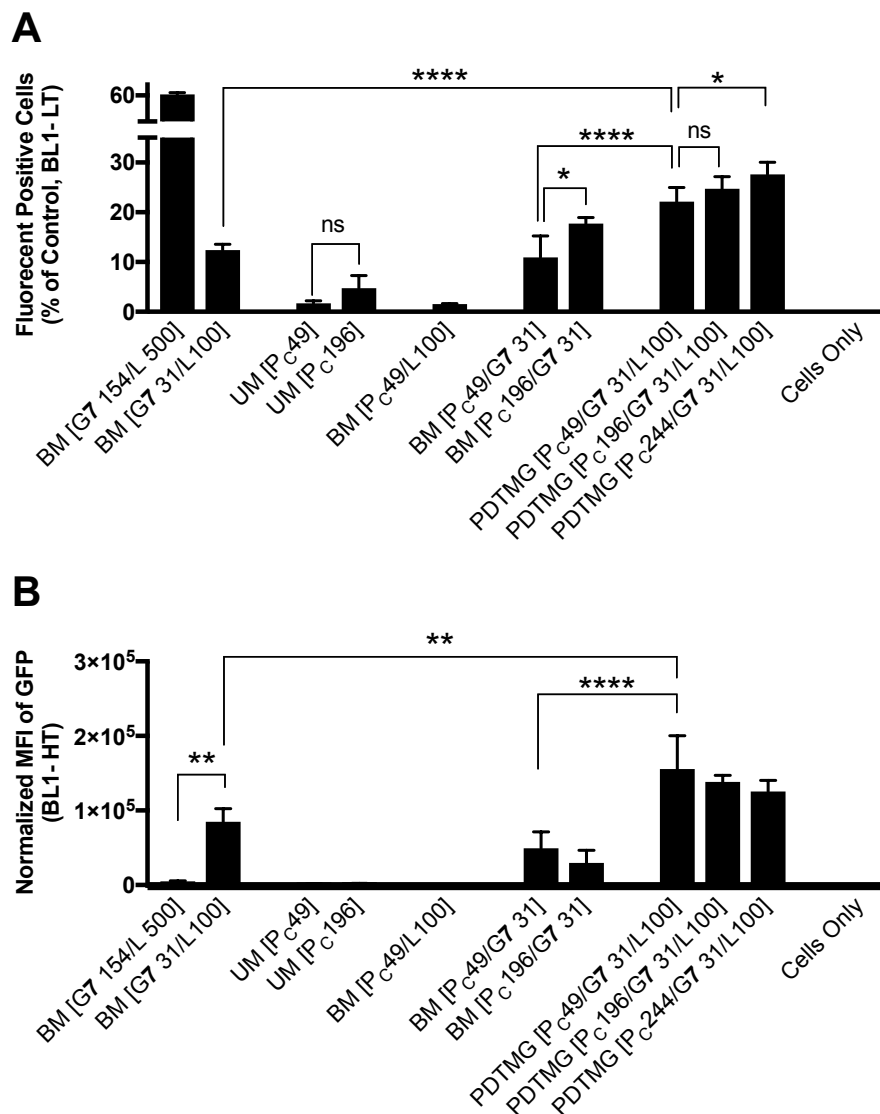 A
Fluorecent Positive Cells
(% of Control, BL1- LT)
60
30
20
10
0
****
*
****
ns
*
ns
BM [G7 154/L 500]
BM [G7 31/L 100]
UM [PC49]
UM [PC196]
BM [PC49/L 100]
BM [PC49/G7 31]
BM [PC196/G7 31]
PDTMG [PC49/G7 31/L100]
PDTMG [PC196/G7 31/L100]
PDTMG [PC244/G7 31/L100]
Cells Only
B
Normalized MFI of GFP
(BL1- HT)
3×10⁵
2×10⁵
1×10⁵
0
**
****
**
BM [G7 154/L 500]
BM [G7 31/L 100]
UM [PC49]
UM [PC196]
BM [PC49/L 100]
BM [PC49/G7 31]
BM [PC196/G7 31]
PDTMG [PC49/G7 31/L100]
PDTMG [PC196/G7 31/L100]
PDTMG [PC244/G7 31/L100]
Cells Only